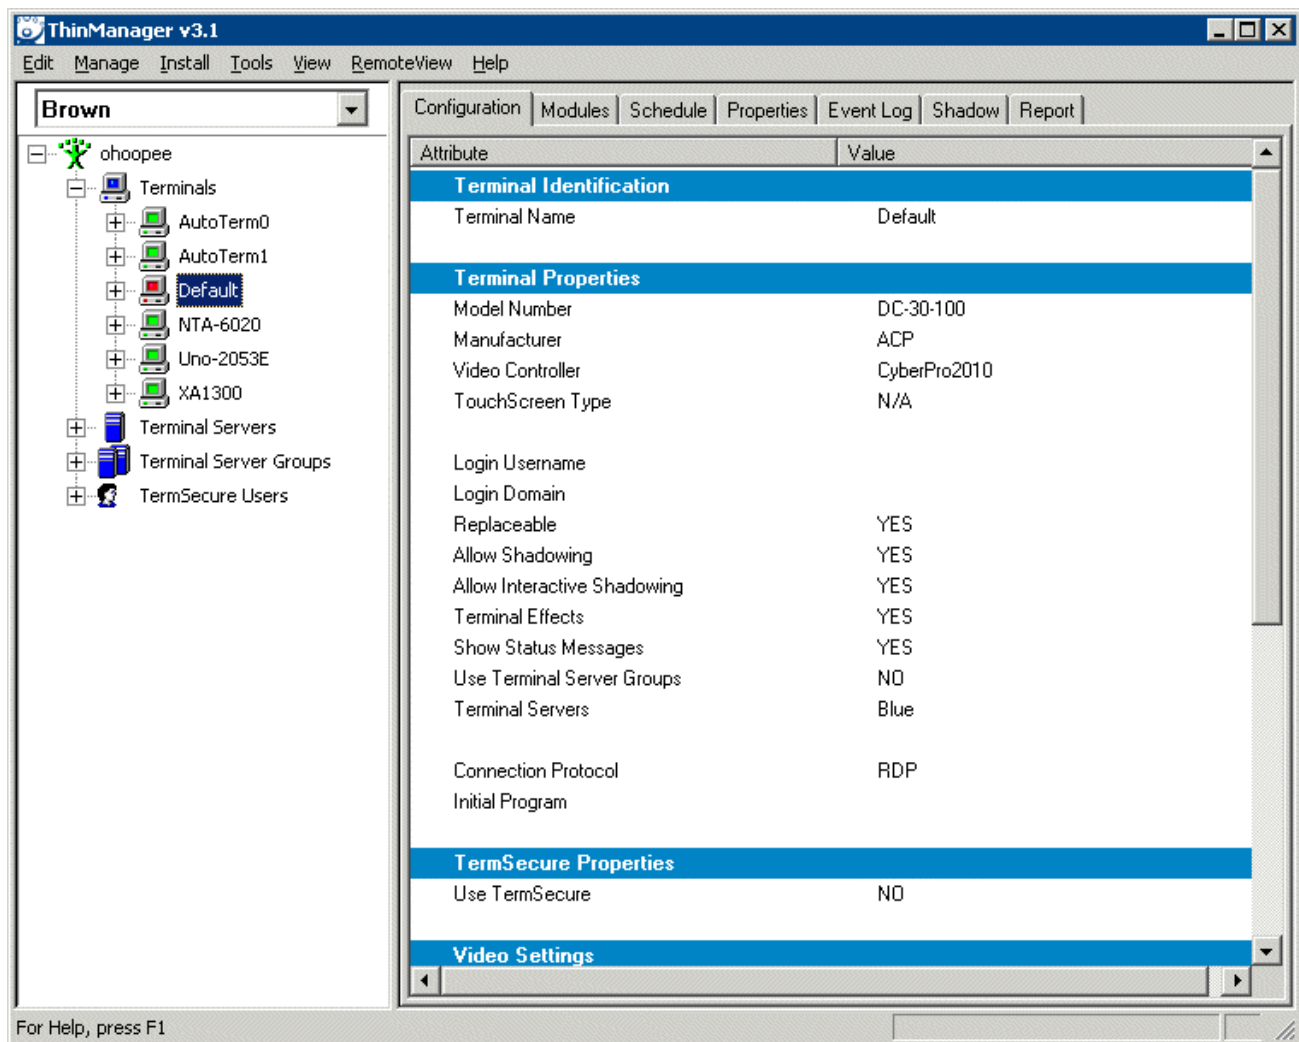 ThinManager v3.1
Edit Manage Install Tools View RemoteView Help
Brown
ohoopee
Terminals
AutoTerm0
AutoTerm1
Default
NTA-6020
Uno-2053E
XA1300
Terminal Servers
Terminal Server Groups
TermSecure Users
Configuration Modules Schedule Properties Event Log Shadow Report
Attribute Value
Terminal Identification
Terminal Name Default
Terminal Properties
Model Number DC-30-100
Manufacturer ACP
Video Controller CyberPro2010
TouchScreen Type N/A
Login Username
Login Domain
Replaceable YES
Allow Shadowing YES
Allow Interactive Shadowing YES
Terminal Effects YES
Show Status Messages YES
Use Terminal Server Groups NO
Terminal Servers Blue
Connection Protocol RDP
Initial Program
TermSecure Properties
Use TermSecure NO
Video Settings
For Help, press F1